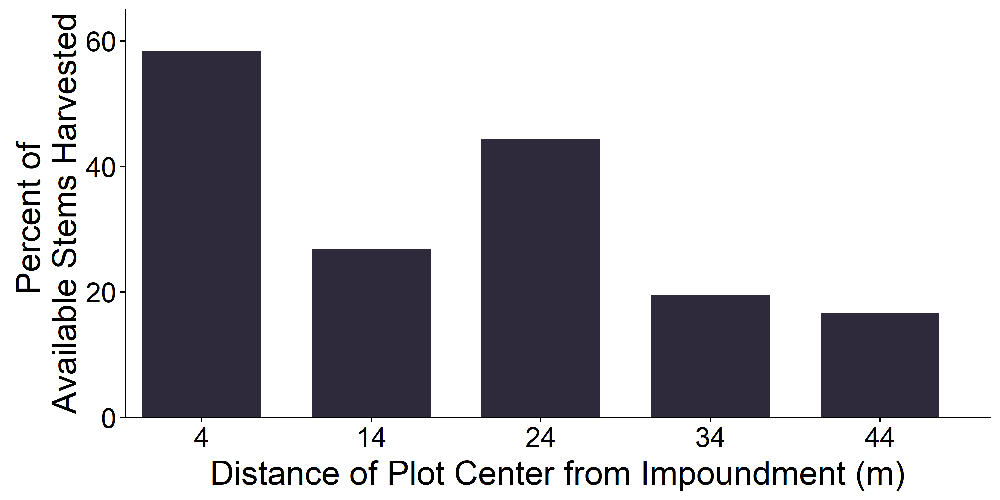 Percent of
Available Stems Harvested
60
40
20
0
4 14 24 34 44
Distance of Plot Center from Impoundment (m)